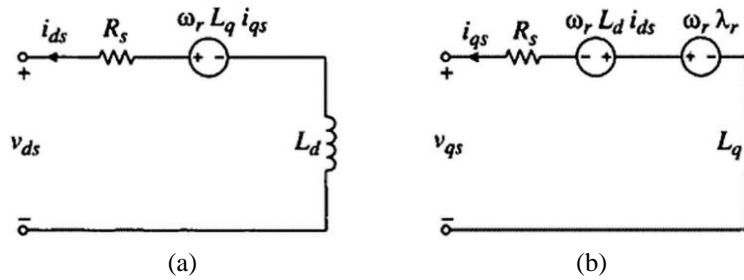 i_ds R_s ω_r L_q i_qs
+ + -
v_ds L_d
-
(a)
i_qs R_s ω_r L_d i_ds ω_r λ_r
+ - + + -
v_qs L_q
-
(b)